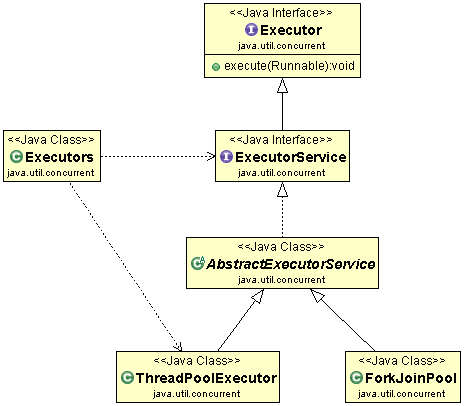 <<Java Interface>>
Executor
java.util.concurrent
execute(Runnable):void
<<Java Class>>
Executors
java.util.concurrent
<<Java Interface>>
ExecutorService
java.util.concurrent
<<Java Class>>
AbstractExecutorService
java.util.concurrent
<<Java Class>>
ThreadPoolExecutor
java.util.concurrent
<<Java Class>>
ForkJoinPool
java.util.concurrent